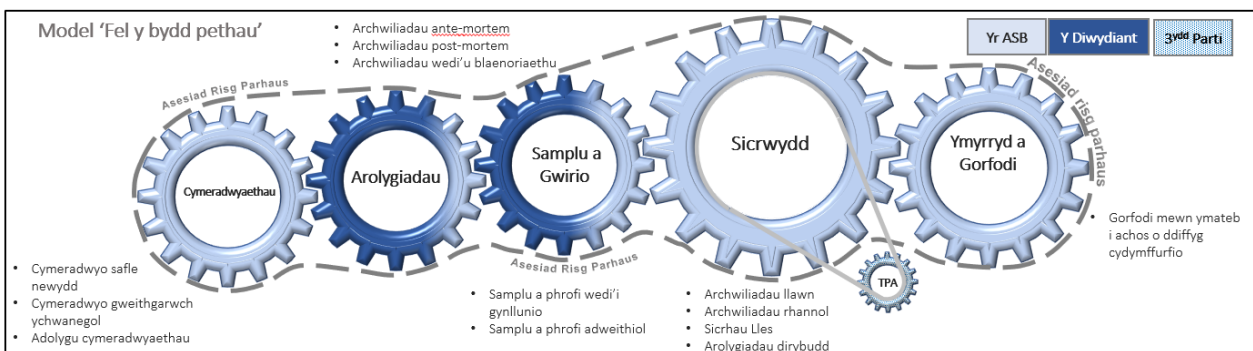 Model ‘Fel y bydd pethau’
• Archwiliadau ante-mortem
• Archwiliadau post-mortem
• Archwiliadau wedi’u blaenoriaethu
Yr ASB
Y Diwydiant
3ydd Parti
Asesiad Risg Parhaus
Asesiad risg parhaus
Cymeradwyaethau
Arolygiadau
Samplu a
Gwirio
Sicrwydd
Ymyrryd a
Gorfodi
TPA
Asesiad Risg Parhaus
• Cymeradwyo safle
newydd
• Cymeradwyo gweithgarwch
ychwanegol
• Adolygu cymeradwyaethau
• Samplu a phrofi wedi’i
gynllunio
• Samplu a phrofi adweithiol
• Archwiliadau llawn
• Archwiliadau rhannol
• Sicrhau Lles
• Arolygiadau dirybudd
• Gorfodi mewn ymateb
i achos o ddiffyg
cydymffurfio